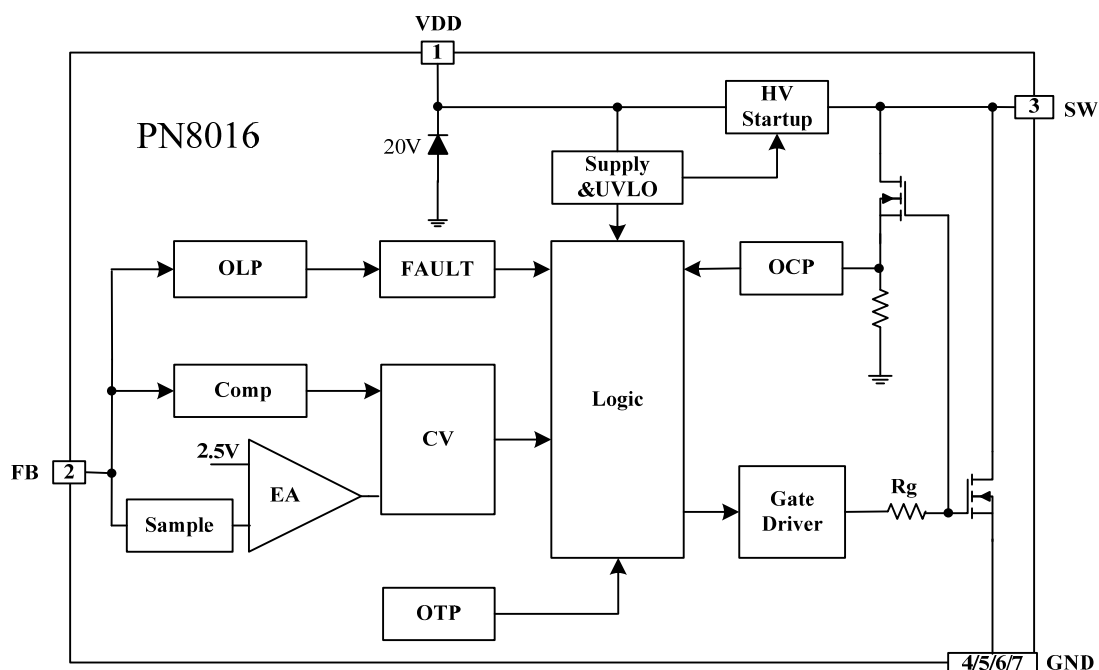 VDD
1
HV
Startup
3
SW
PN8016
20V
Supply
&UVLO
OLP
FAULT
OCP
Comp
CV
Logic
2.5V
FB
2
EA
Sample
Gate
Driver
Rg
OTP
4/5/6/7
GND